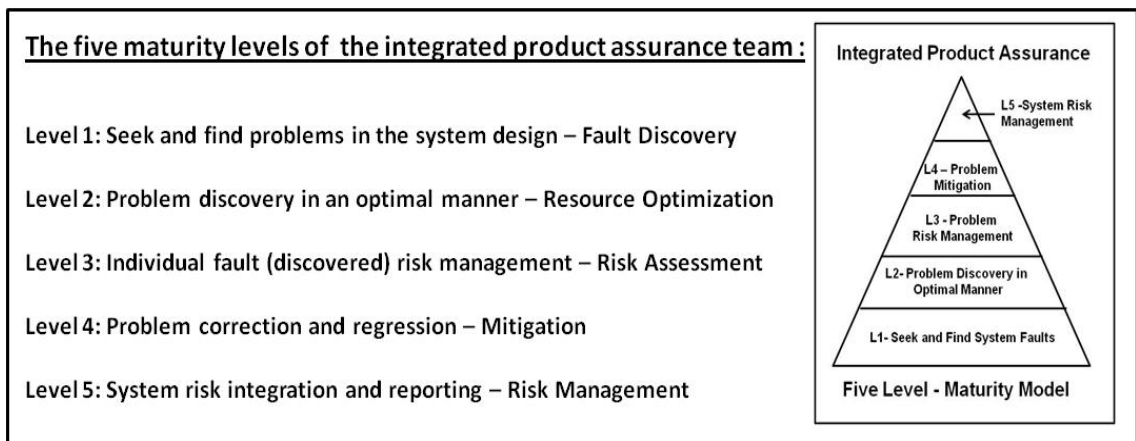 The five maturity levels of the integrated product assurance team :
Level 1: Seek and find problems in the system design – Fault Discovery
Level 2: Problem discovery in an optimal manner – Resource Optimization
Level 3: Individual fault (discovered) risk management – Risk Assessment
Level 4: Problem correction and regression – Mitigation
Level 5: System risk integration and reporting – Risk Management
Integrated Product Assurance
L5 -System Risk
Management
L4 – Problem
Mitigation
L3 - Problem
Risk Management
L2- Problem Discovery in
Optimal Manner
L1- Seek and Find System Faults
Five Level - Maturity Model